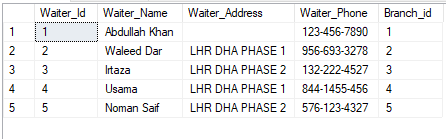 Waiter_Id Waiter_Name Waiter_Address Waiter_Phone Branch_id
1 1 Abdullah Khan 123-456-7890 1
2 2 Waleed Dar LHR DHA PHASE 1 956-693-3278 2
3 3 Irtaza LHR DHA PHASE 2 132-222-4527 3
4 4 Usama LHR DHA PHASE 1 844-1455-456 4
5 5 Noman Saif LHR DHA PHASE 2 576-123-4327 5